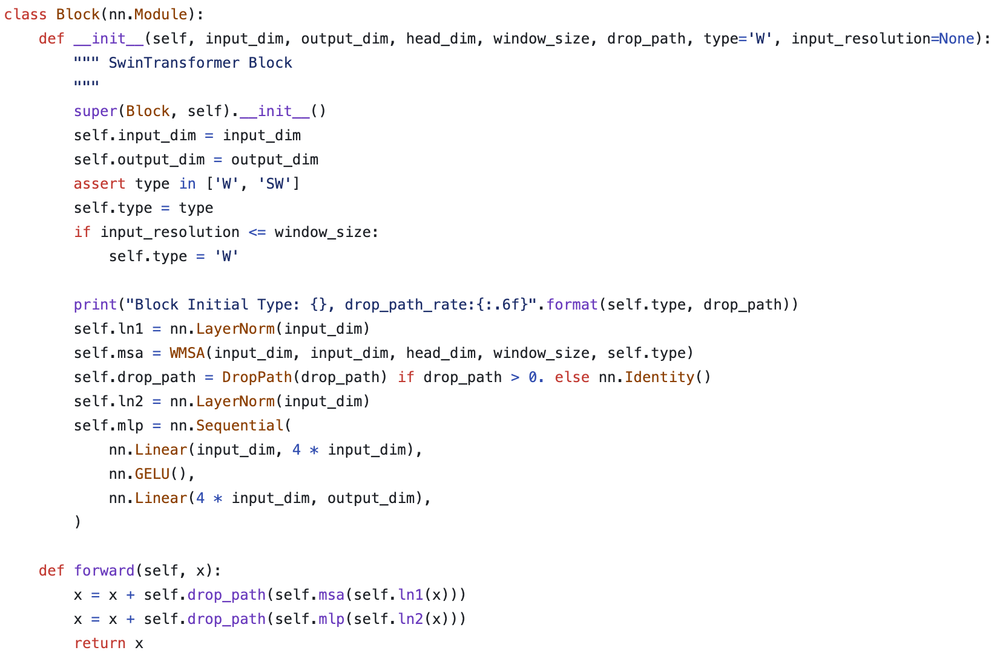 class Block(nn.Module):
    def __init__(self, input_dim, output_dim, head_dim, window_size, drop_path, type='W', input_resolution=None):
        """ SwinTransformer Block
        """
        super(Block, self).__init__()
        self.input_dim = input_dim
        self.output_dim = output_dim
        assert type in ['W', 'SW']
        self.type = type
        if input_resolution <= window_size:
            self.type = 'W'

        print("Block Initial Type: {}, drop_path_rate:{:.6f}".format(self.type, drop_path))
        self.ln1 = nn.LayerNorm(input_dim)
        self.msa = WMSA(input_dim, input_dim, head_dim, window_size, self.type)
        self.drop_path = DropPath(drop_path) if drop_path > 0. else nn.Identity()
        self.ln2 = nn.LayerNorm(input_dim)
        self.mlp = nn.Sequential(
            nn.Linear(input_dim, 4 * input_dim),
            nn.GELU(),
            nn.Linear(4 * input_dim, output_dim),
        )

    def forward(self, x):
        x = x + self.drop_path(self.msa(self.ln1(x)))
        x = x + self.drop_path(self.mlp(self.ln2(x)))
        return x